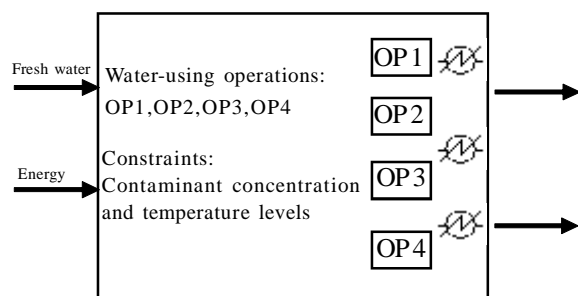 Fresh water
Energy
Water-using operations:
OP1,OP2,OP3,OP4
Constraints:
Contaminant concentration
and temperature levels
OP1
OP2
OP3
OP4